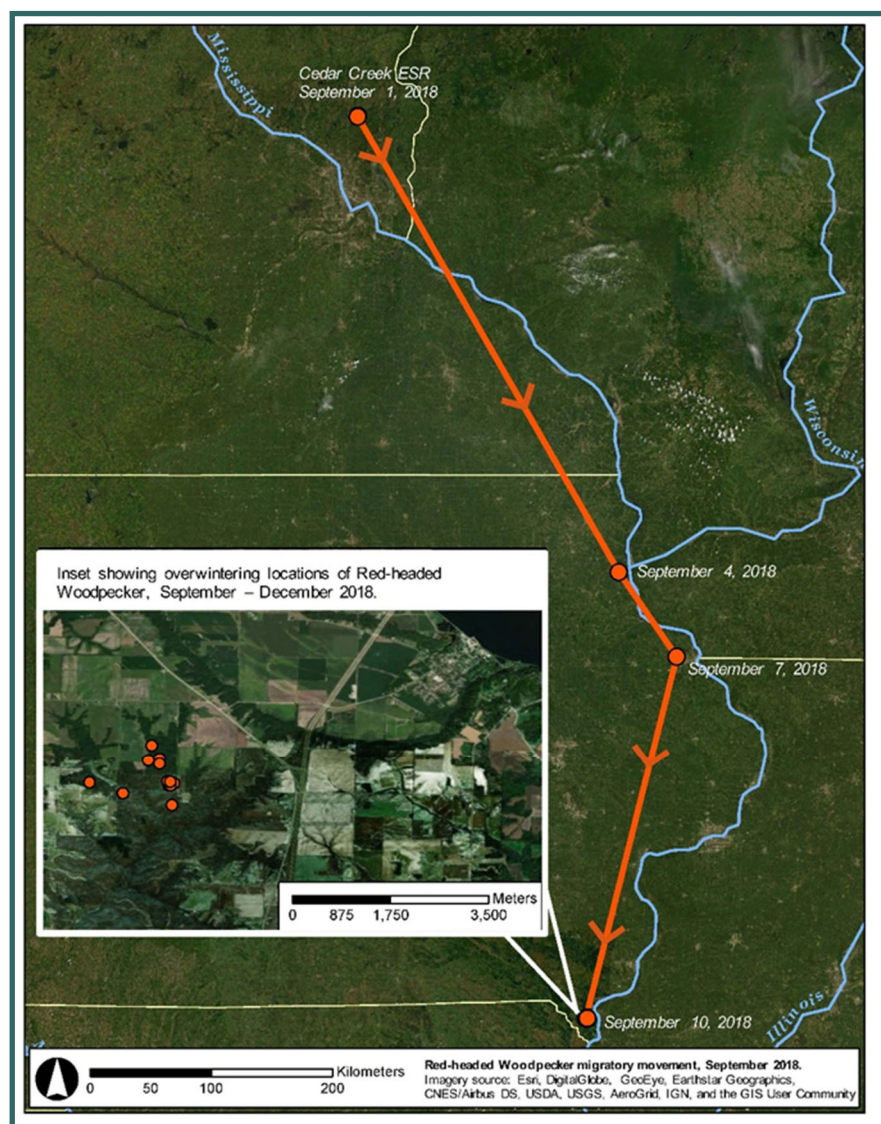 Mississippi
Cedar Creek ESR
September 1, 2018
Wisconsin
September 4, 2018
Inset showing overwintering locations of Red-headed
Woodpecker, September – December 2018.
September 7, 2018
Meters
0 875 1,750 3,500
September 10, 2018
Illinois
Kilometers
0 50 100 200
Red-headed Woodpecker migratory movement, September 2018.
Imagery source: Esri, DigitalGlobe, GeoEye, Earthstar Geographics,
CNES/Airbus DS, USDA, USGS, AeroGrid, IGN, and the GIS User Community